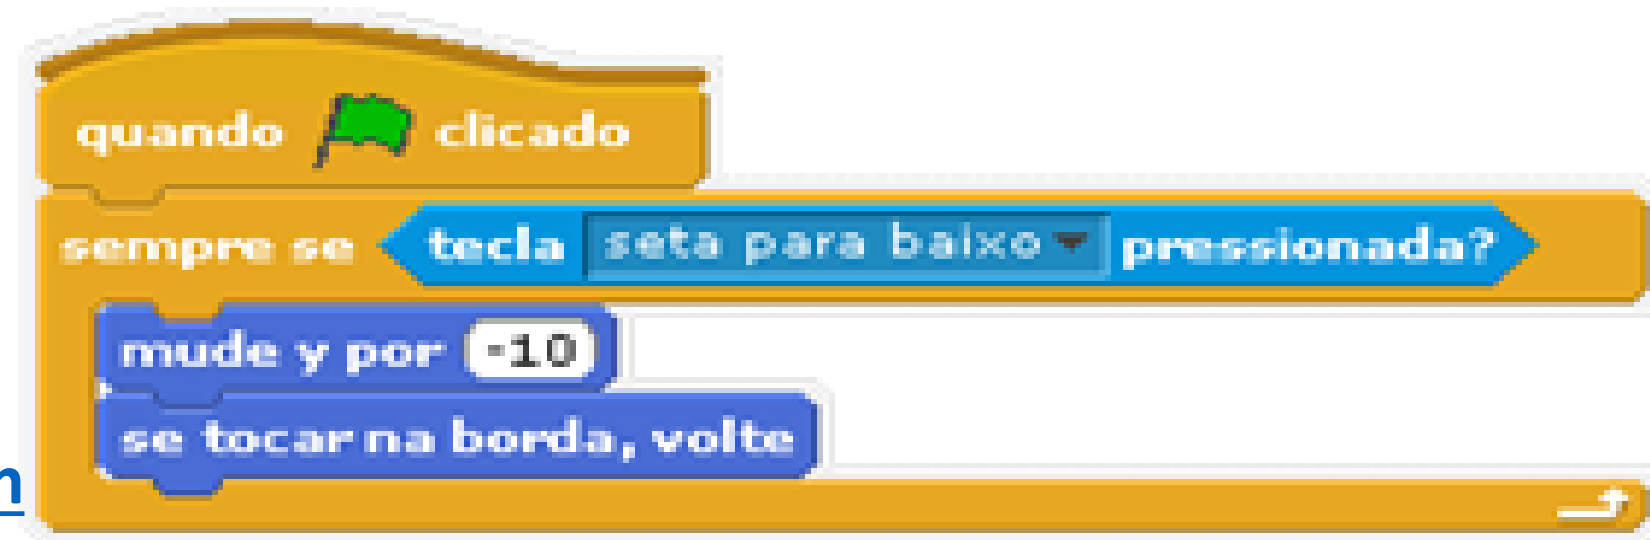 quando clicado
sempre se tecla seta para baixo pressionada?
mude y por -10
se tocar na borda, volte
n